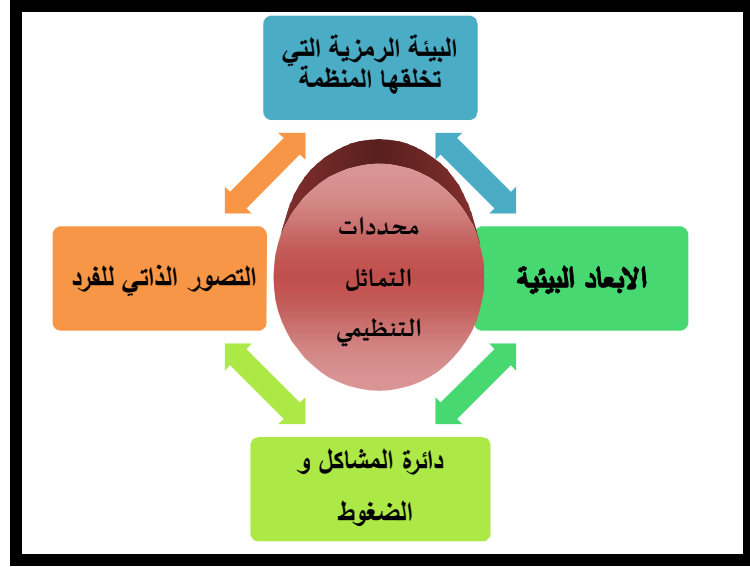 البيئة الرمزية التي
تخلقها المنظمة
محددات
التماثل
التنظيمي
الابعاد البيئية
التصور الذاتي للفرد
دائرة المشاكل و
الضغوط